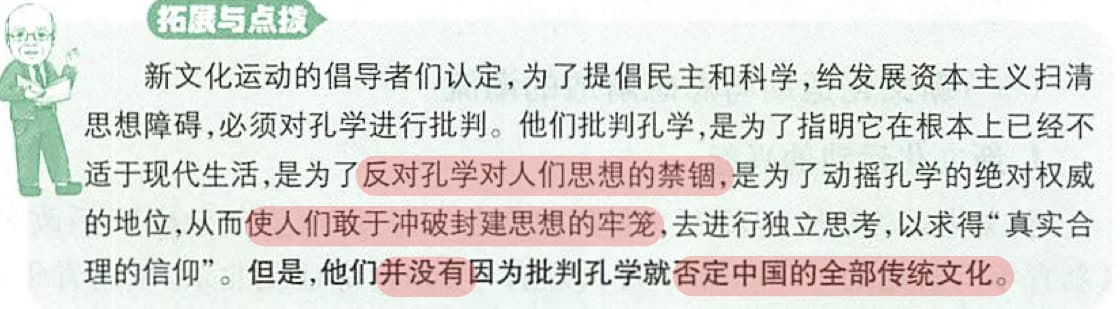 拓展与点拨
新文化运动的倡导者们认定,为了提倡民主和科学,给发展资本主义扫清
思想障碍,必须对孔学进行批判。他们批判孔学,是为了指明它在根本上已经不
适于现代生活,是为了反对孔学对人们思想的禁锢,是为了动摇孔学的绝对权威
的地位,从而使人们敢于冲破封建思想的牢笼,去进行独立思考,以求得“真实合
理的信仰”。但是,他们并没有因为批判孔学就否定中国的全部传统文化。